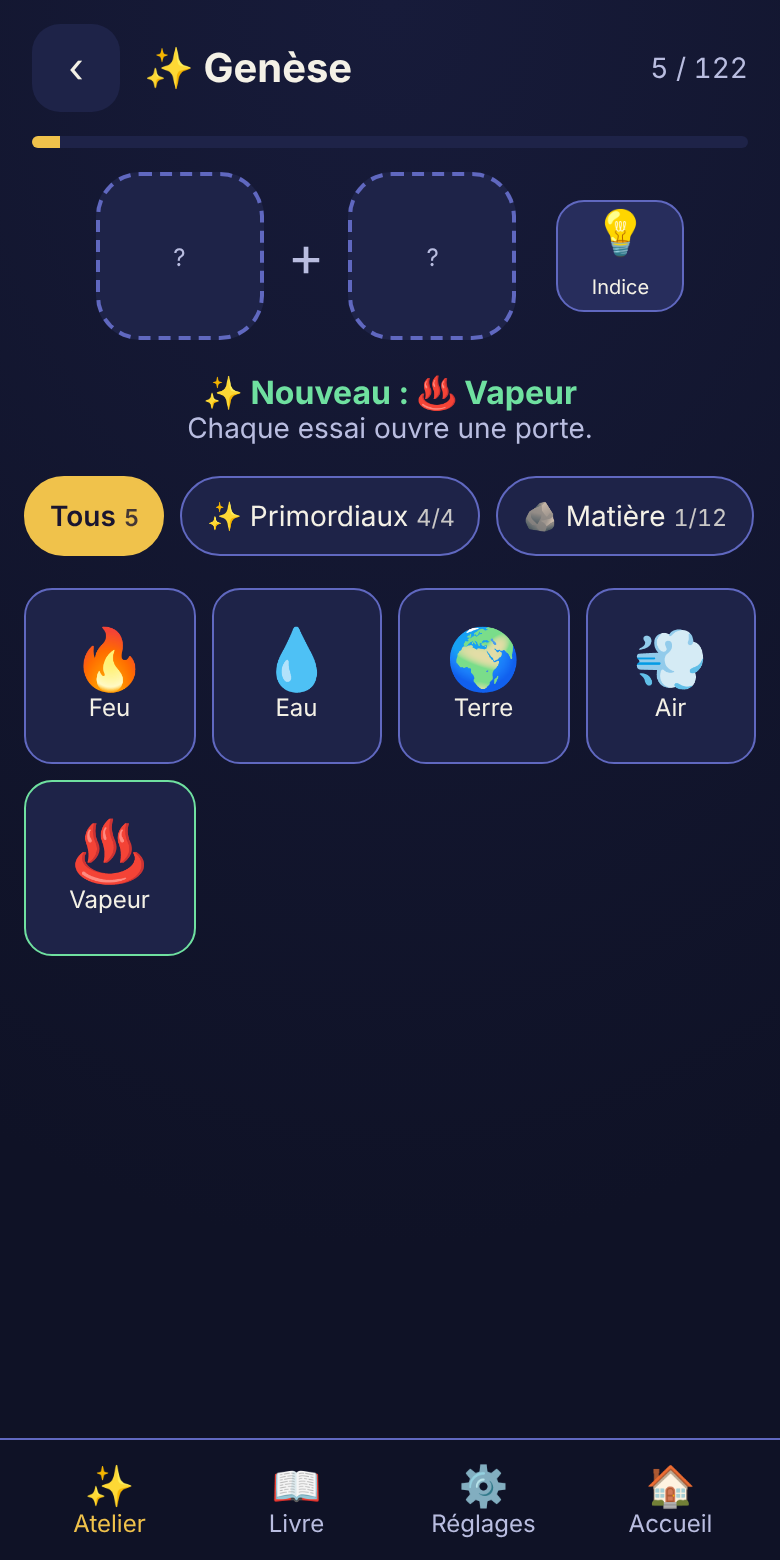 ‹ ✨ Genèse 5 / 122
? + ? 💡 Indice
✨ Nouveau : ♨️ Vapeur
Chaque essai ouvre une porte.
Tous 5 ✨ Primordiaux 4/4 🪨 Matière 1/12
Feu Eau Terre Air
Vapeur
Atelier Livre Réglages Accueil